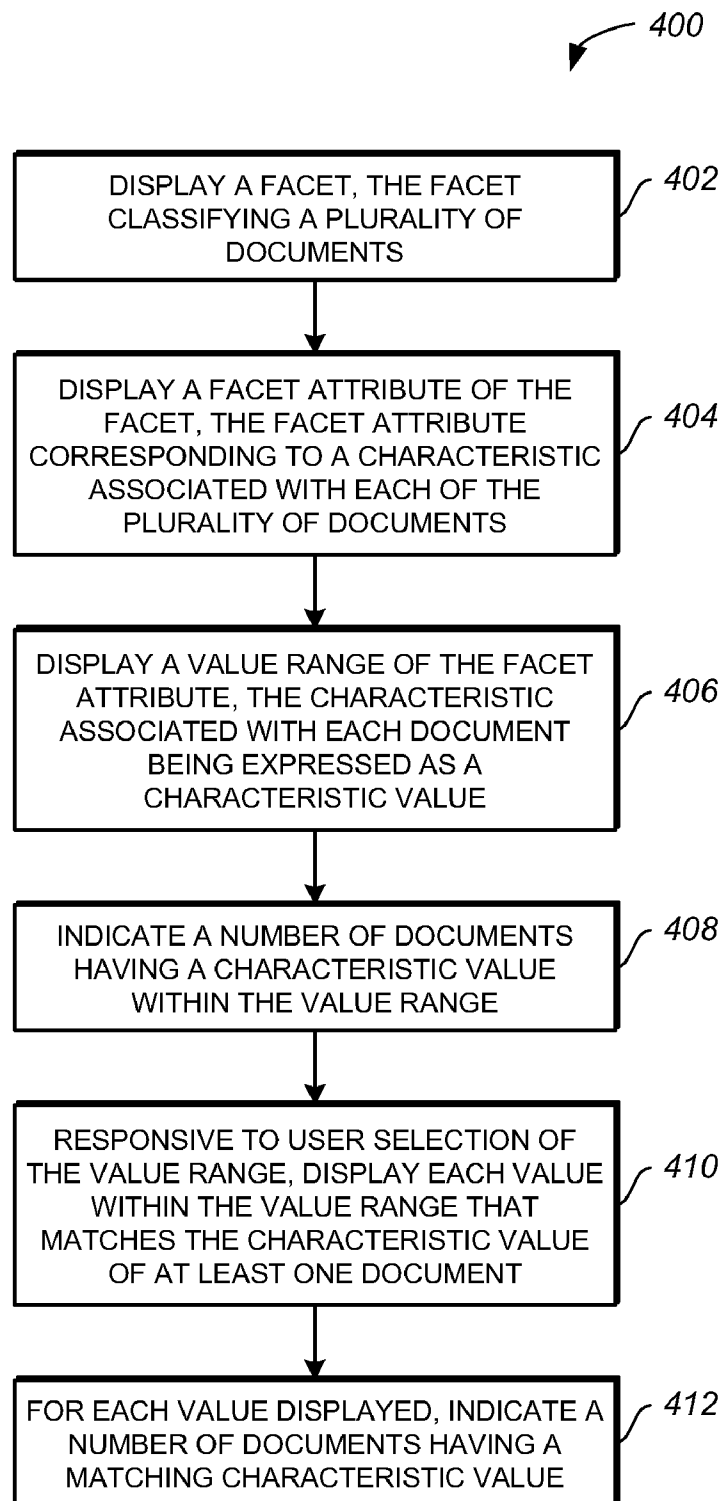 400
DISPLAY A FACET, THE FACET
CLASSIFYING A PLURALITY OF
DOCUMENTS
402
DISPLAY A FACET ATTRIBUTE OF THE
FACET, THE FACET ATTRIBUTE
CORRESPONDING TO A CHARACTERISTIC
ASSOCIATED WITH EACH OF THE
PLURALITY OF DOCUMENTS
404
DISPLAY A VALUE RANGE OF THE FACET
ATTRIBUTE, THE CHARACTERISTIC
ASSOCIATED WITH EACH DOCUMENT
BEING EXPRESSED AS A
CHARACTERISTIC VALUE
406
INDICATE A NUMBER OF DOCUMENTS
HAVING A CHARACTERISTIC VALUE
WITHIN THE VALUE RANGE
408
RESPONSIVE TO USER SELECTION OF
THE VALUE RANGE, DISPLAY EACH VALUE
WITHIN THE VALUE RANGE THAT
MATCHES THE CHARACTERISTIC VALUE
OF AT LEAST ONE DOCUMENT
410
FOR EACH VALUE DISPLAYED, INDICATE A
NUMBER OF DOCUMENTS HAVING A
MATCHING CHARACTERISTIC VALUE
412